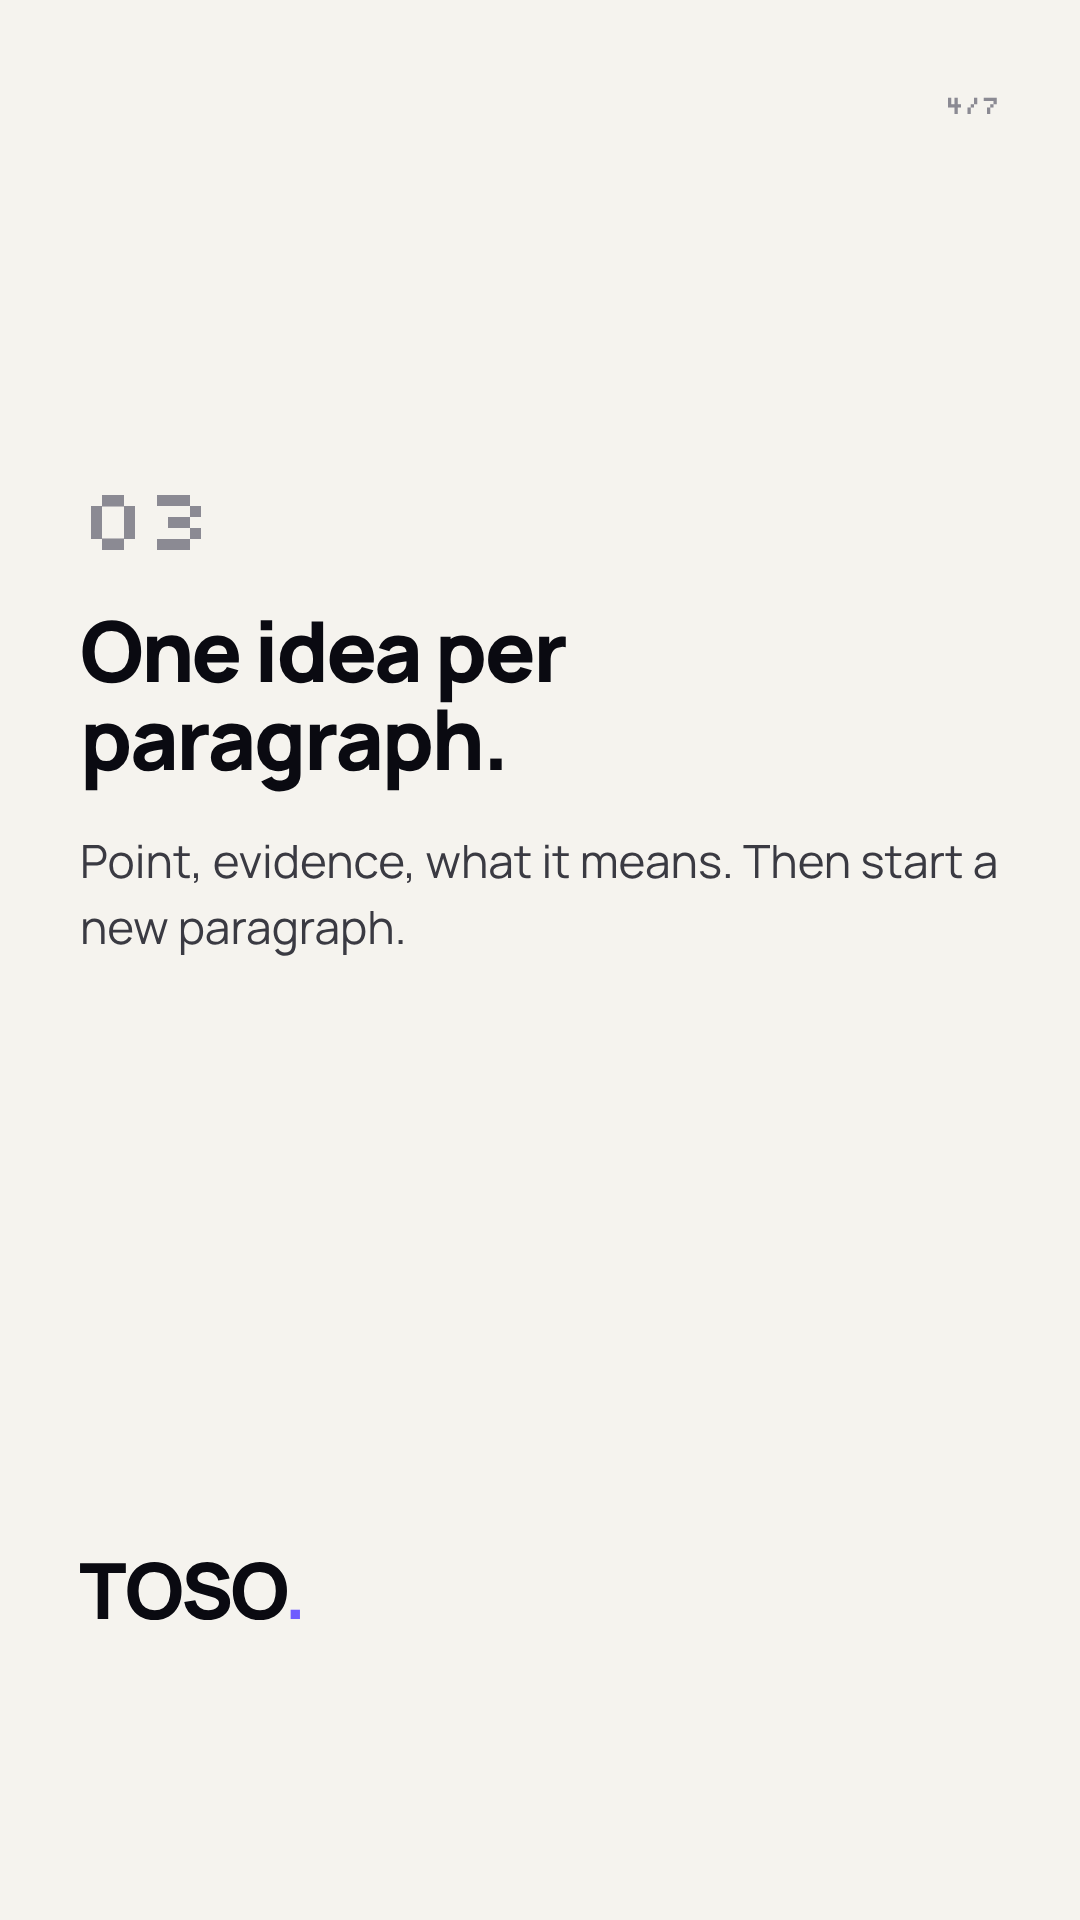 4/7
03
One idea per
paragraph.
Point, evidence, what it means. Then start a
new paragraph.
TOSO.